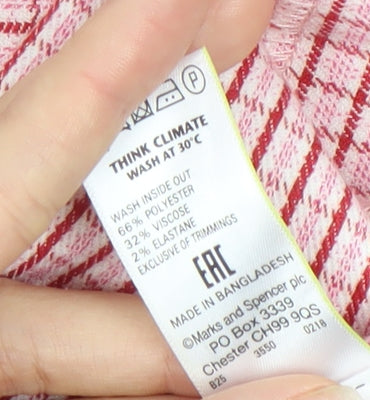 P
THINK CLIMATE
WASH AT 30°C
WASH INSIDE OUT
66% POLYESTER
32% VISCOSE
2% ELASTANE
EXCLUSIVE OF TRIMMINGS
EAC
MADE IN BANGLADESH
©Marks and Spencer plc
PO Box 3339
Chester CH99 9QS
825 3550 0218